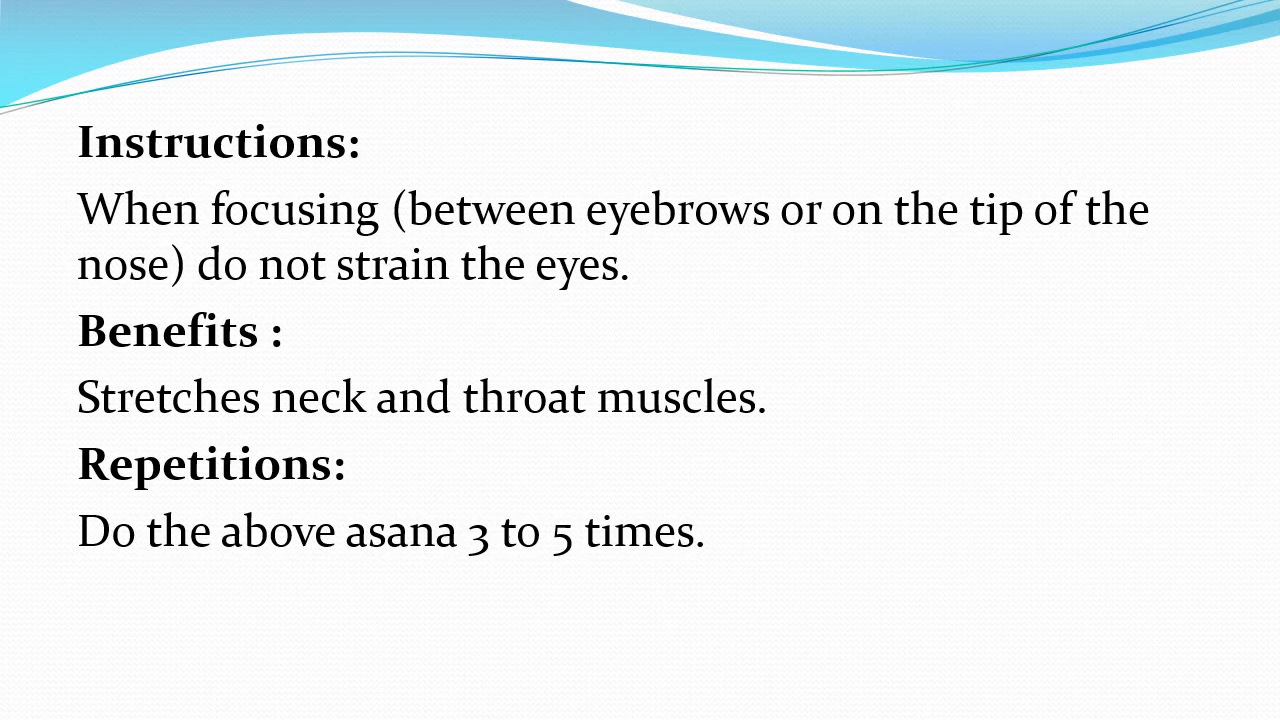 Instructions:
When focusing (between eyebrows or on the tip of the
nose) do not strain the eyes.
Benefits :
Stretches neck and throat muscles.
Repetitions:
Do the above asana 3 to 5 times.